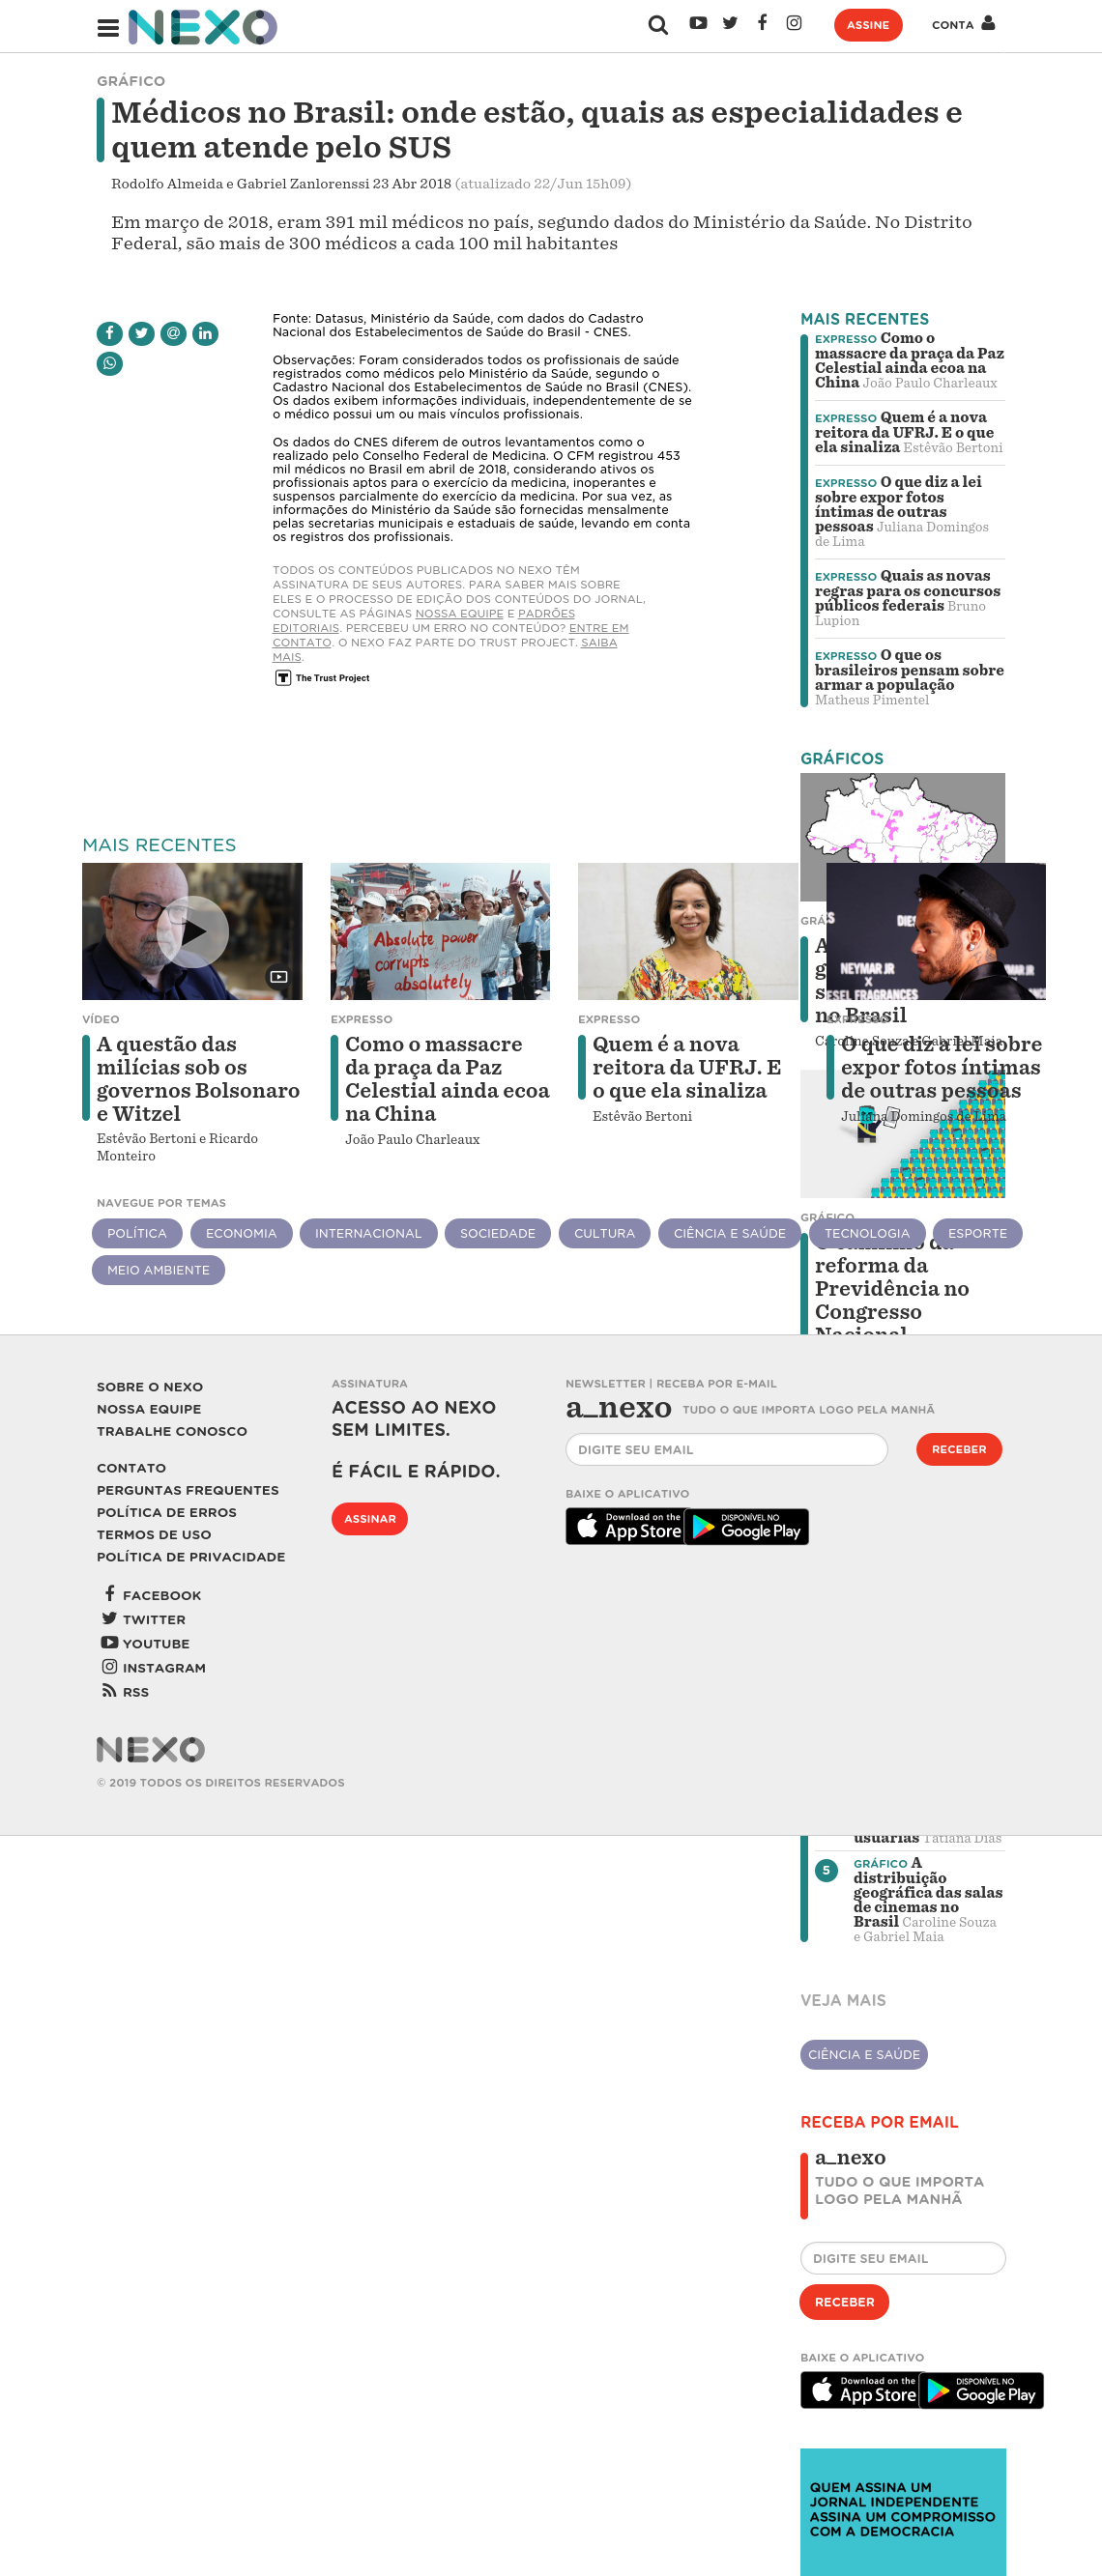 NEXO
ASSINE
CONTA
GRÁFICO
Médicos no Brasil: onde estão, quais as especialidades e
quem atende pelo SUS
Rodolfo Almeida e Gabriel Zanlorenssi 23 Abr 2018 (atualizado 22/Jun 15h09)
Em março de 2018, eram 391 mil médicos no país, segundo dados do Ministério da Saúde. No Distrito
Federal, são mais de 300 médicos a cada 100 mil habitantes
Fonte: Datasus, Ministério da Saúde, com dados do Cadastro
Nacional dos Estabelecimentos de Saúde do Brasil - CNES.
Observações: Foram considerados todos os profissionais de saúde
registrados como médicos pelo Ministério da Saúde, segundo o
Cadastro Nacional dos Estabelecimentos de Saúde no Brasil (CNES).
Os dados exibem informações individuais, independentemente de se
o médico possui um ou mais vínculos profissionais.
Os dados do CNES diferem de outros levantamentos como o
realizado pelo Conselho Federal de Medicina. O CFM registrou 453
mil médicos no Brasil em abril de 2018, considerando ativos os
profissionais aptos para o exercício da medicina, inoperantes e
suspensos parcialmente do exercício da medicina. Por sua vez, as
informações do Ministério da Saúde são fornecidas mensalmente
pelas secretarias municipais e estaduais de saúde, levando em conta
os registros dos profissionais.
TODOS OS CONTEÚDOS PUBLICADOS NO NEXO TÊM
ASSINATURA DE SEUS AUTORES. PARA SABER MAIS SOBRE
ELES E O PROCESSO DE EDIÇÃO DOS CONTEÚDOS DO JORNAL,
CONSULTE AS PÁGINAS NOSSA EQUIPE E PADRÕES
EDITORIAIS. PERCEBEU UM ERRO NO CONTEÚDO? ENTRE EM
CONTATO. O NEXO FAZ PARTE DO TRUST PROJECT. SAIBA
MAIS.
T The Trust Project
MAIS RECENTES
EXPRESSO Como o
massacre da praça da Paz
Celestial ainda ecoa na
China João Paulo Charleaux
EXPRESSO Quem é a nova
reitora da UFRJ. E o que
ela sinaliza Estêvão Bertoni
EXPRESSO O que diz a lei
sobre expor fotos
íntimas de outras
pessoas Juliana Domingos
de Lima
EXPRESSO Quais as novas
regras para os concursos
públicos federais Bruno
Lupion
EXPRESSO O que os
brasileiros pensam sobre
armar a população
Matheus Pimentel
GRÁFICOS
MAIS RECENTES
Absolute power
corrupts
absolutely
NEYMAR JR
X
DIESEL FRAGRANCES
VÍDEO
A questão das
milícias sob os
governos Bolsonaro
e Witzel
Estêvão Bertoni e Ricardo
Monteiro
EXPRESSO
Como o massacre
da praça da Paz
Celestial ainda ecoa
na China
João Paulo Charleaux
EXPRESSO
Quem é a nova
reitora da UFRJ. E
o que ela sinaliza
Estêvão Bertoni
EXPRESSO
O que diz a lei sobre
expor fotos íntimas
de outras pessoas
Juliana Domingos de Lima
no Brasil
Caroline Souza e Gabriel Maia
GRÁFICO
O caminho da
reforma da
Previdência no
Congresso
Nacional
NAVEGUE POR TEMAS
POLÍTICA ECONOMIA INTERNACIONAL SOCIEDADE CULTURA CIÊNCIA E SAÚDE TECNOLOGIA ESPORTE
MEIO AMBIENTE
SOBRE O NEXO
NOSSA EQUIPE
TRABALHE CONOSCO
CONTATO
PERGUNTAS FREQUENTES
POLÍTICA DE ERROS
TERMOS DE USO
POLÍTICA DE PRIVACIDADE
FACEBOOK
TWITTER
YOUTUBE
INSTAGRAM
RSS
ASSINATURA
ACESSO AO NEXO
SEM LIMITES.
É FÁCIL E RÁPIDO.
ASSINAR
NEWSLETTER | RECEBA POR E-MAIL
a_nexo TUDO O QUE IMPORTA LOGO PELA MANHÃ
DIGITE SEU EMAIL
RECEBER
BAIXE O APLICATIVO
Download on the
App Store
DISPONÍVEL NO
Google Play
NEXO
© 2019 TODOS OS DIREITOS RESERVADOS
usuárias Tatiana Dias
5 GRÁFICO A
distribuição
geográfica das salas
de cinemas no
Brasil Caroline Souza
e Gabriel Maia
VEJA MAIS
CIÊNCIA E SAÚDE
RECEBA POR EMAIL
a_nexo
TUDO O QUE IMPORTA
LOGO PELA MANHÃ
DIGITE SEU EMAIL
RECEBER
BAIXE O APLICATIVO
Download on the
App Store
DISPONÍVEL NO
Google Play
QUEM ASSINA UM
JORNAL INDEPENDENTE
ASSINA UM COMPROMISSO
COM A DEMOCRACIA